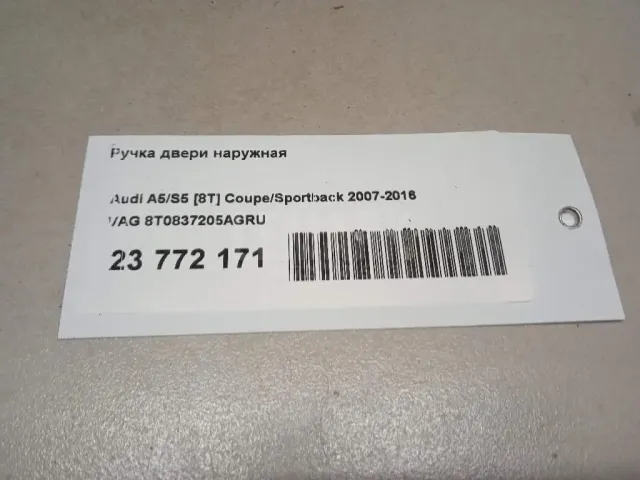 Ручка двери наружная
Audi A5/S5 [8T] Coupe/Sportback 2007-2016
VAG 8T0837205AGRU
23 772 171